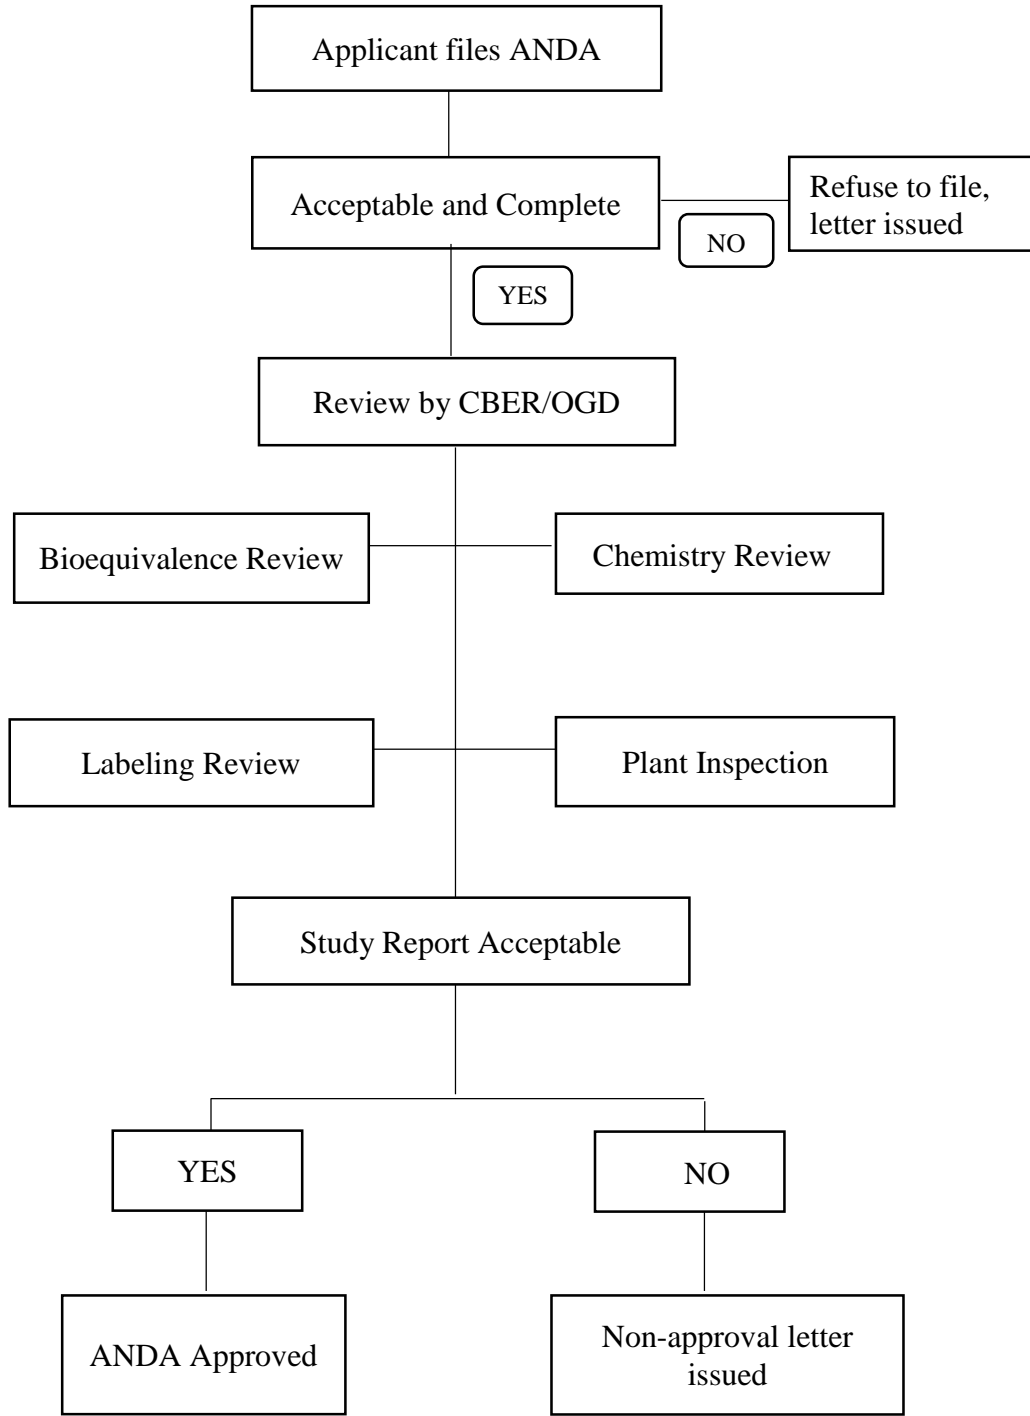 Applicant files ANDA
Acceptable and Complete
Refuse to file,
letter issued
NO
YES
Review by CBER/OGD
Bioequivalence Review
Chemistry Review
Labeling Review
Plant Inspection
Study Report Acceptable
YES
NO
ANDA Approved
Non-approval letter
issued